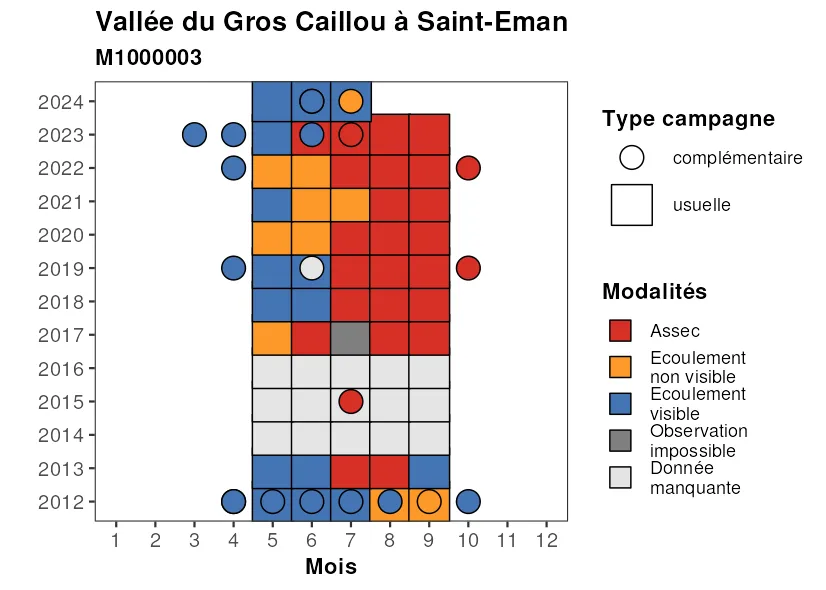 Vallée du Gros Caillou à Saint-Eman
M1000003
2024
2023
2022
2021
2020
2019
2018
2017
2016
2015
2014
2013
2012
1 2 3 4 5 6 7 8 9 10 11 12
Mois
Type campagne
complémentaire
usuelle
Modalités
Assec
Ecoulement
non visible
Ecoulement
visible
Observation
impossible
Donnée
manquante